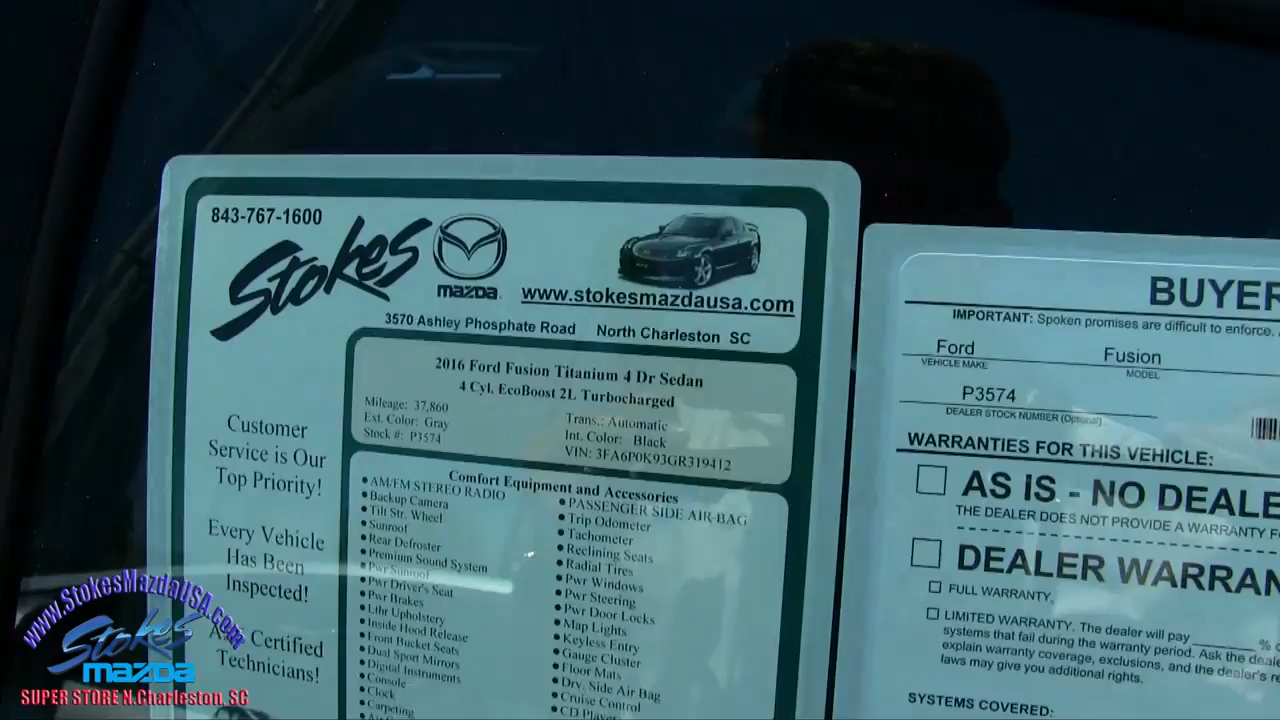 843-767-1600
Stokes
mazda
www.stokesmazdausa.com
3570 Ashley Phosphate Road North Charleston SC
2016 Ford Fusion Titanium 4 Dr Sedan
4 Cyl. EcoBoost 2L Turbocharged
Mileage: 37,860
Ext. Color: Gray
Stock #: P3574
Trans.: Automatic
Int. Color: Black
VIN: 3FA6P0K93GR319412
Customer
Service is Our
Top Priority!
Every Vehicle
Has Been
Inspected!
Certified
Technicians!
Comfort Equipment and Accessories
AM/FM STEREO RADIO
Backup Camera
Tilt Str. Wheel
Sunroof
Rear Defroster
Premium Sound System
Pwr Sunroof
Pwr Driver's Seat
Pwr Brakes
Lthr Upholstery
Inside Hood Release
Front Bucket Seats
Dual Sport Mirrors
Digital Instruments
Console
Clock
Carpeting
PASSENGER SIDE AIR BAG
Trip Odometer
Tachometer
Reclining Seats
Radial Tires
Pwr Windows
Pwr Steering
Pwr Door Locks
Map Lights
Keyless Entry
Gauge Cluster
Floor Mats
Drv. Side Air Bag
Cruise Control
CD Player
BUYER
IMPORTANT: Spoken promises are difficult to enforce.
Ford Fusion
VEHICLE MAKE MODEL
P3574
DEALER STOCK NUMBER (Optional)
WARRANTIES FOR THIS VEHICLE:
AS IS - NO DEALE
THE DEALER DOES NOT PROVIDE A WARRANTY FO
DEALER WARRAN
FULL WARRANTY.
LIMITED WARRANTY. The dealer will pay ______ % o
systems that fail during the warranty period. Ask the deale
explain warranty coverage, exclusions, and the dealer's re
laws may give you additional rights.
SYSTEMS COVERED:
www.StokesMazdaUSA.com
Stokes
mazda
SUPER STORE N.Charleston, SC